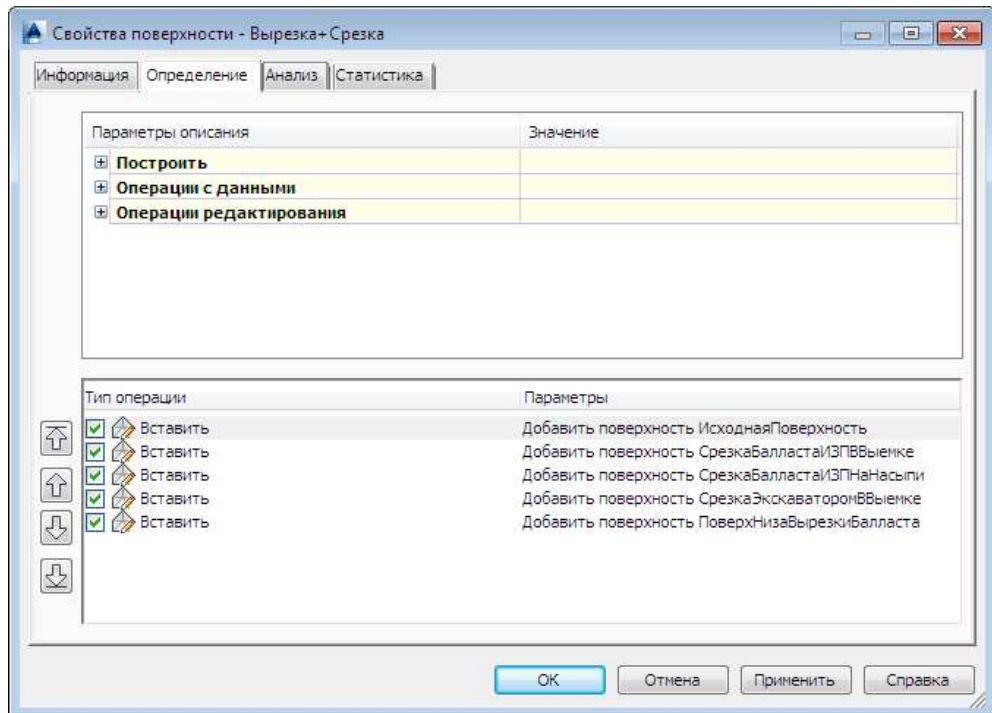 Свойства поверхности - Вырезка+Срезка
Информация Определение Анализ Статистика
Параметры описания Значение
Построить
Операции с данными
Операции редактирования
Тип операции Параметры
Вставить Добавить поверхность ИсходнаяПоверхность
Вставить Добавить поверхность СрезкаБалластаИЗПВВыемке
Вставить Добавить поверхность СрезкаБалластаИЗПНаНасыпи
Вставить Добавить поверхность СрезкаЭкскаваторомВВыемке
Вставить Добавить поверхность ПоверхНизаВырезкиБалласта
ОК Отмена Применить Справка